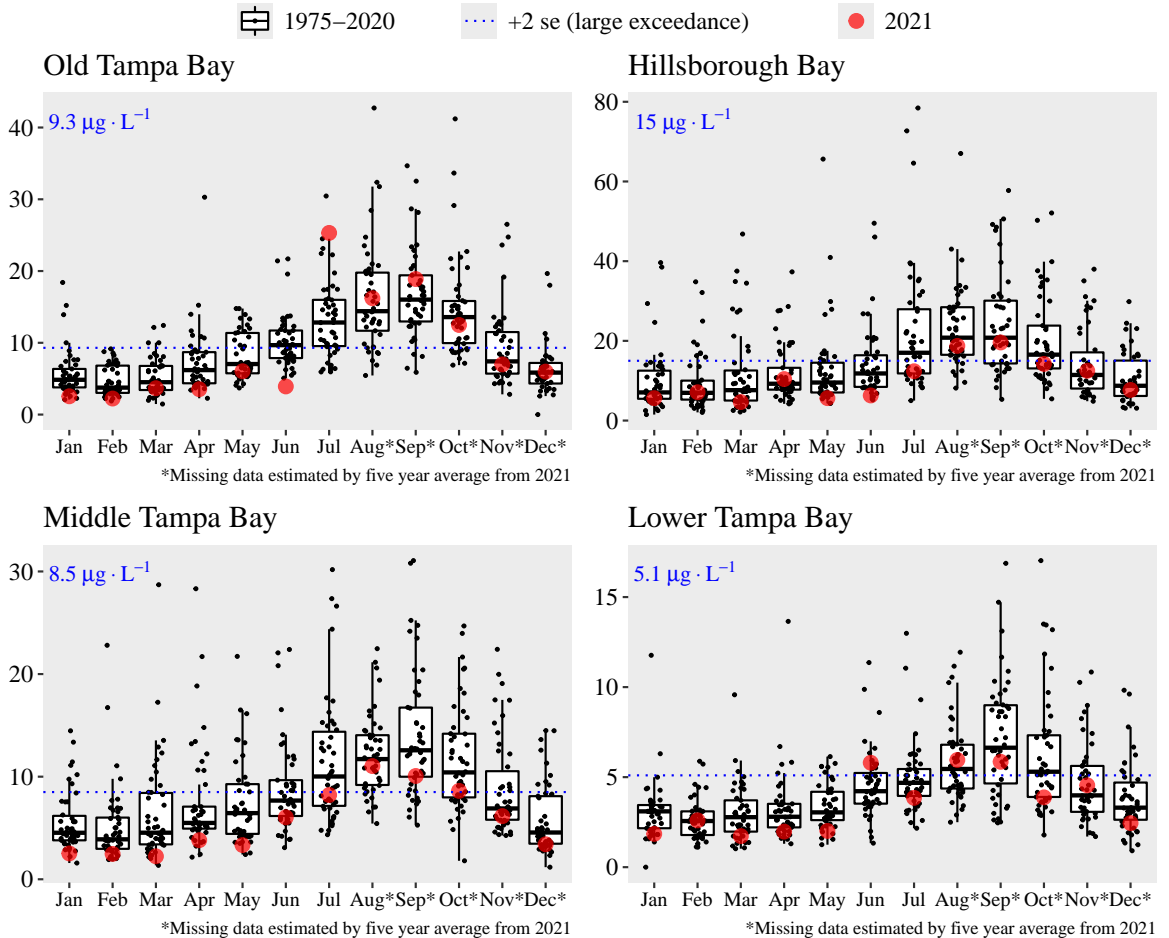 1975−2020 +2 se (large exceedance) 2021
Old Tampa Bay
9.3 μg · L⁻¹
40
30
20
10
0
Jan Feb Mar Apr May Jun Jul Aug* Sep* Oct* Nov* Dec*
*Missing data estimated by five year average from 2021
Hillsborough Bay
15 μg · L⁻¹
80
60
40
20
0
Jan Feb Mar Apr May Jun Jul Aug* Sep* Oct* Nov* Dec*
*Missing data estimated by five year average from 2021
Middle Tampa Bay
8.5 μg · L⁻¹
30
20
10
0
Jan Feb Mar Apr May Jun Jul Aug* Sep* Oct* Nov* Dec*
*Missing data estimated by five year average from 2021
Lower Tampa Bay
5.1 μg · L⁻¹
15
10
5
0
Jan Feb Mar Apr May Jun Jul Aug* Sep* Oct* Nov* Dec*
*Missing data estimated by five year average from 2021